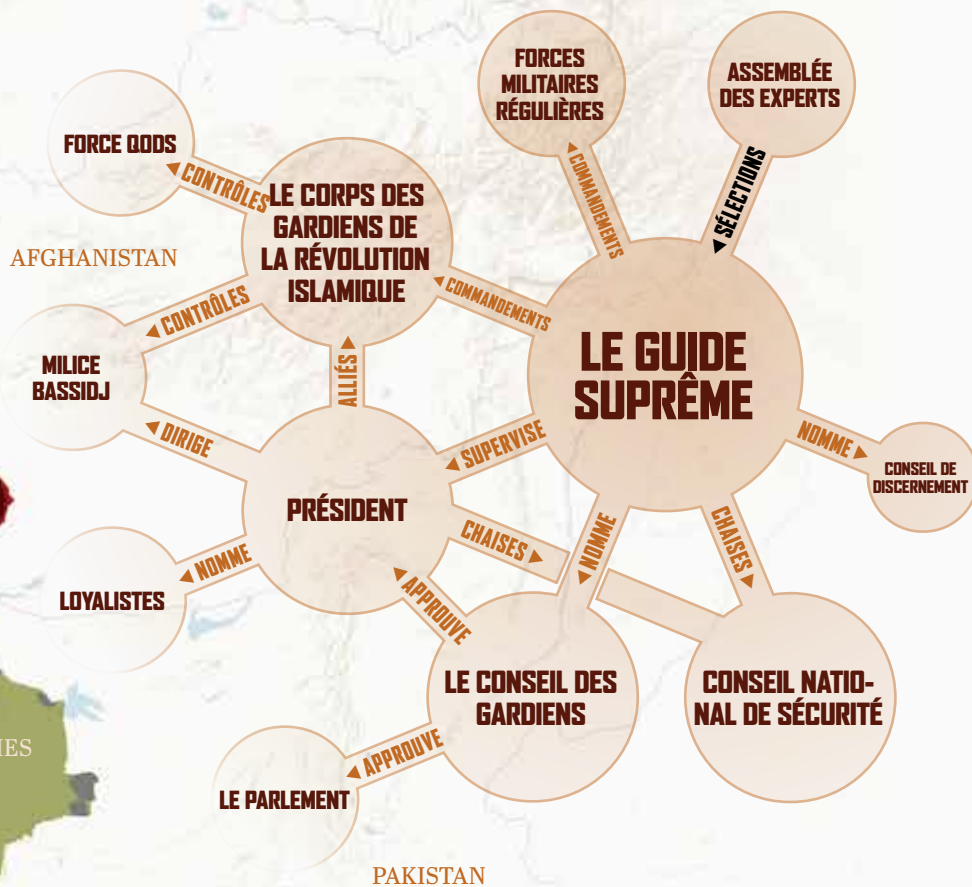 FORCES
MILITAIRES
RÉGULIÈRES
ASSEMBLÉE
DES EXPERTS
FORCE QODS
CONTRÔLES
LE CORPS DES
GARDIENS DE
LA RÉVOLUTION
ISLAMIQUE
COMMANDEMENTS
SÉLECTIONS
AFGHANISTAN
CONTRÔLES
COMMANDEMENTS
LE GUIDE
SUPRÊME
MILICE
BASSIDJ
ALLIÉS
DIRIGE
SUPERVISE
NOMME
CONSEIL DE
DISCERNEMENT
PRÉSIDENT
CHAISES
NOMME
CHAISES
NOMME
LOYALISTES
APPROUVE
LE CONSEIL DES
GARDIENS
CONSEIL NATIO-
NAL DE SÉCURITÉ
APPROUVE
LE PARLEMENT
PAKISTAN